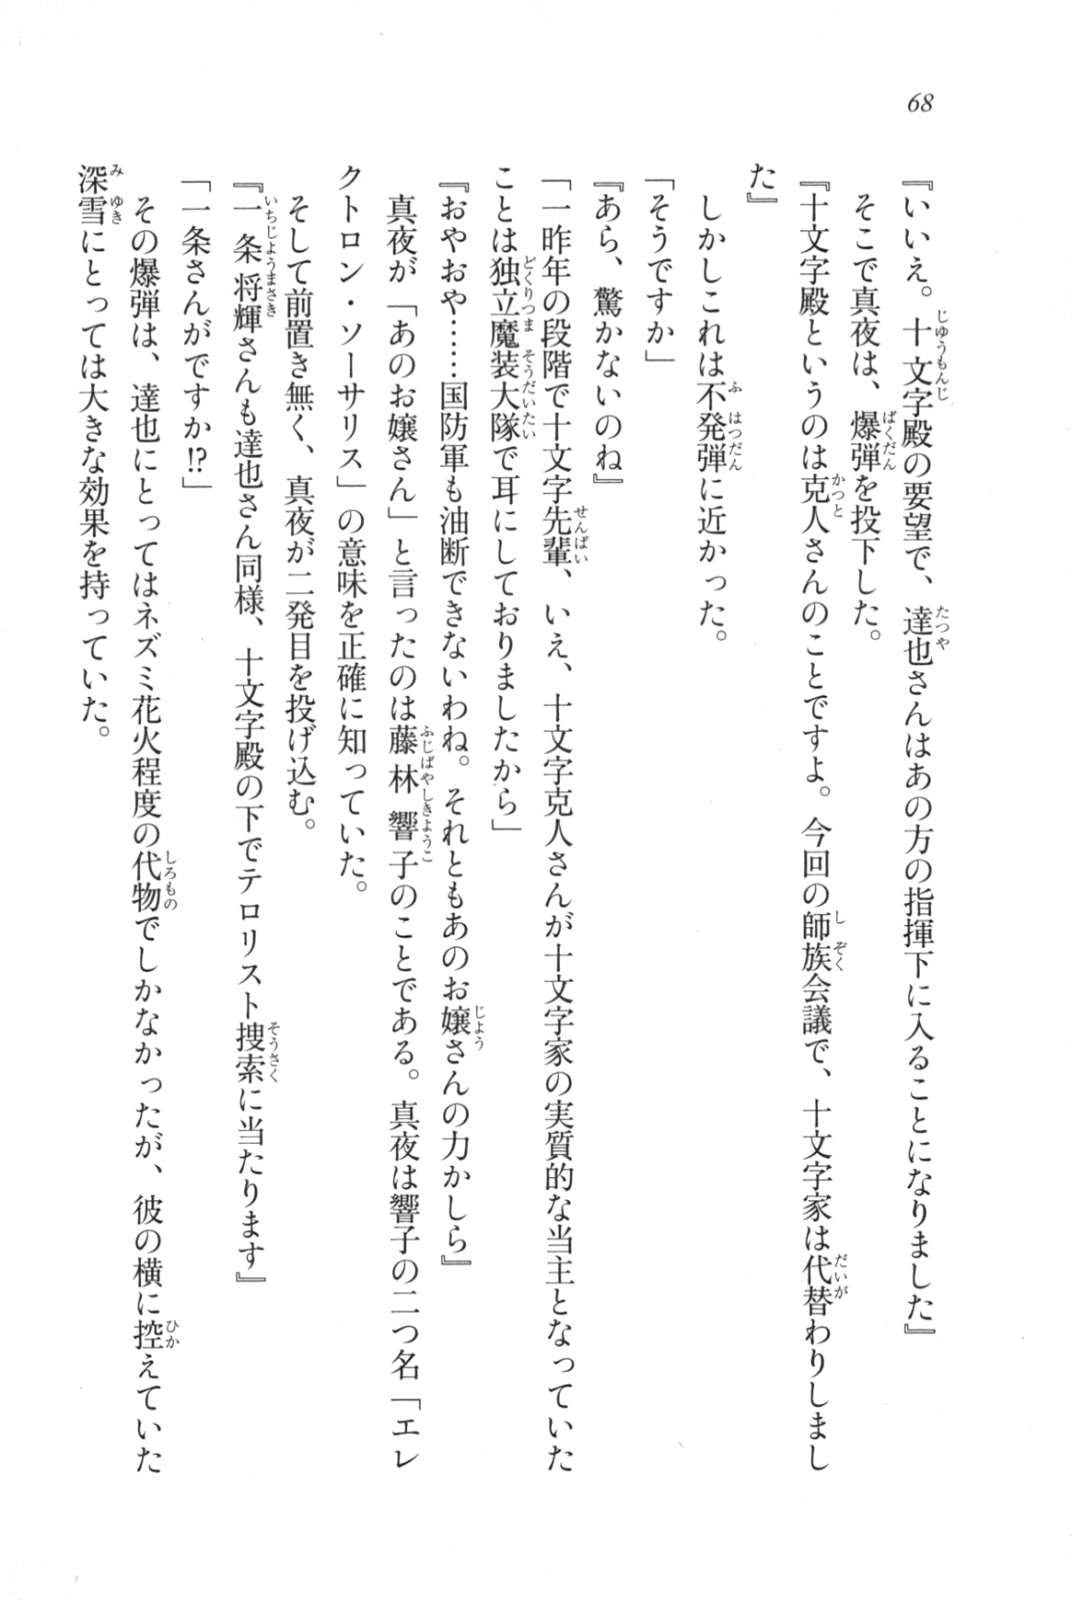 68
『いいえ。十文字殿の要望で、達也さんはあの方の指揮下に入ることになりました』
そこで真夜は、爆弾を投下した。
『十文字殿というのは克人さんのことですよ。今回の師族会議で、十文字家は代替わりしまし
た』
しかしこれは不発弾に近かった。
「そうですか」
『あら、驚かないのね』
「一昨年の段階で十文字先輩、いえ、十文字克人さんが十文字家の実質的な当主となっていた
ことは独立魔装大隊で耳にしておりましたから」
『おやおや……国防軍も油断できないわね。それともあのお嬢さんの力かしら』
真夜が「あのお嬢さん」と言ったのは藤林響子のことである。真夜は響子の二つ名「エレ
クトロン・ソーサリス」の意味を正確に知っていた。
そして前置き無く、真夜が二発目を投げ込む。
『一条将輝さんも達也さん同様、十文字殿の下でテロリスト捜索に当たります』
「一条さんがですか!?」
その爆弾は、達也にとってはネズミ花火程度の代物でしかなかったが、彼の横に控えていた
深雪にとっては大きな効果を持っていた。